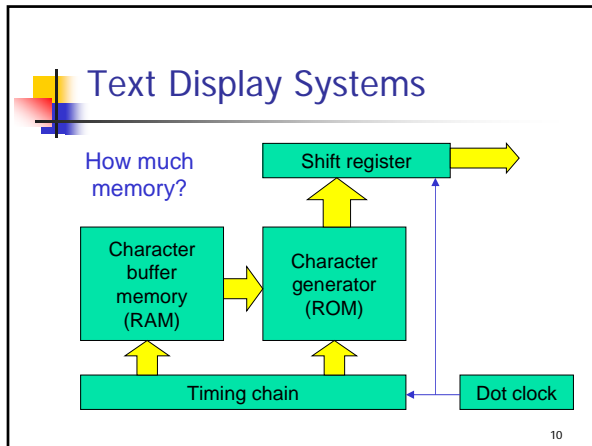 Text Display Systems
How much
memory?
Shift register
Character
buffer
memory
(RAM)
Character
generator
(ROM)
Timing chain
Dot clock
10